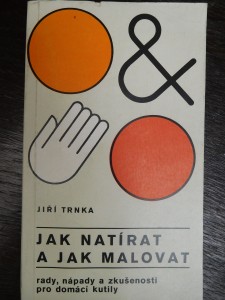 &
JIŘÍ TRNKA
JAK NATÍRAT
A JAK MALOVAT
rady, nápady a zkušenosti
pro domácí kutily